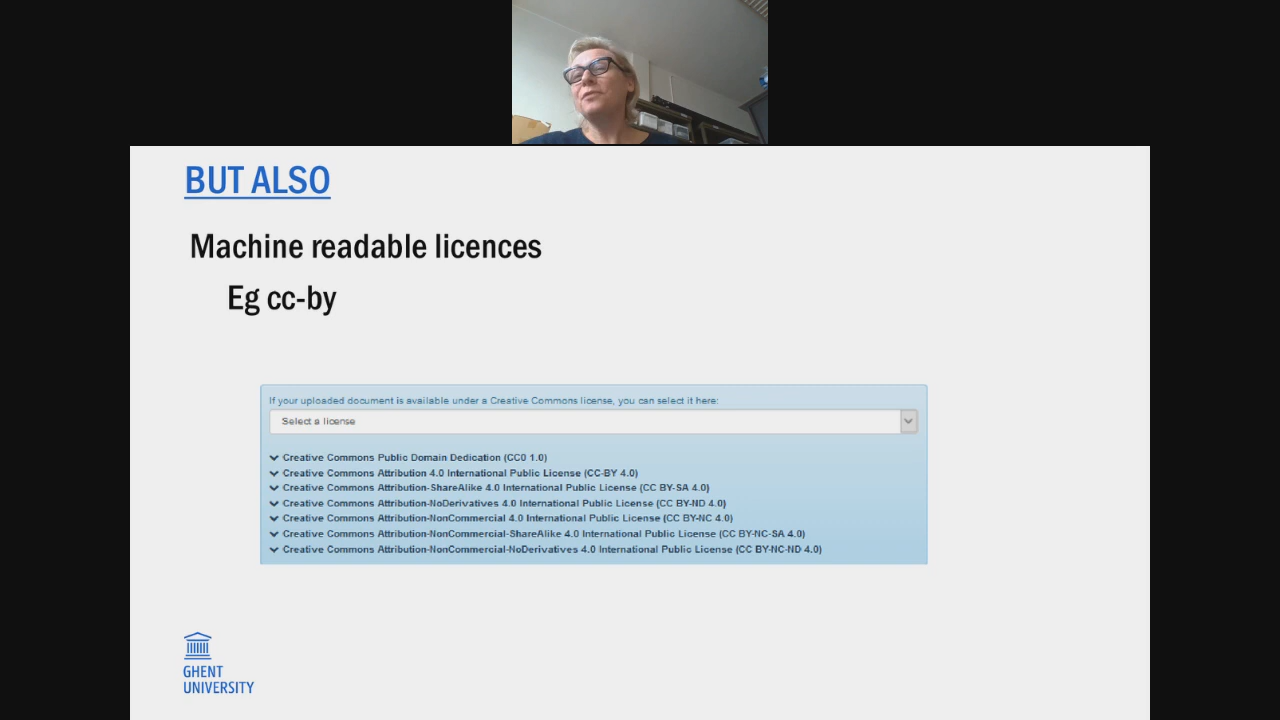 BUT ALSO
Machine readable licences
Eg cc-by
If your uploaded document is available under a Creative Commons license, you can select it here:
Select a license
Creative Commons Public Domain Dedication (CC0 1.0)
Creative Commons Attribution 4.0 International Public License (CC-BY 4.0)
Creative Commons Attribution-ShareAlike 4.0 International Public License (CC BY-SA 4.0)
Creative Commons Attribution-NoDerivatives 4.0 International Public License (CC BY-ND 4.0)
Creative Commons Attribution-NonCommercial 4.0 International Public License (CC BY-NC 4.0)
Creative Commons Attribution-NonCommercial-ShareAlike 4.0 International Public License (CC BY-NC-SA 4.0)
Creative Commons Attribution-NonCommercial-NoDerivatives 4.0 International Public License (CC BY-NC-ND 4.0)
GHENT
UNIVERSITY